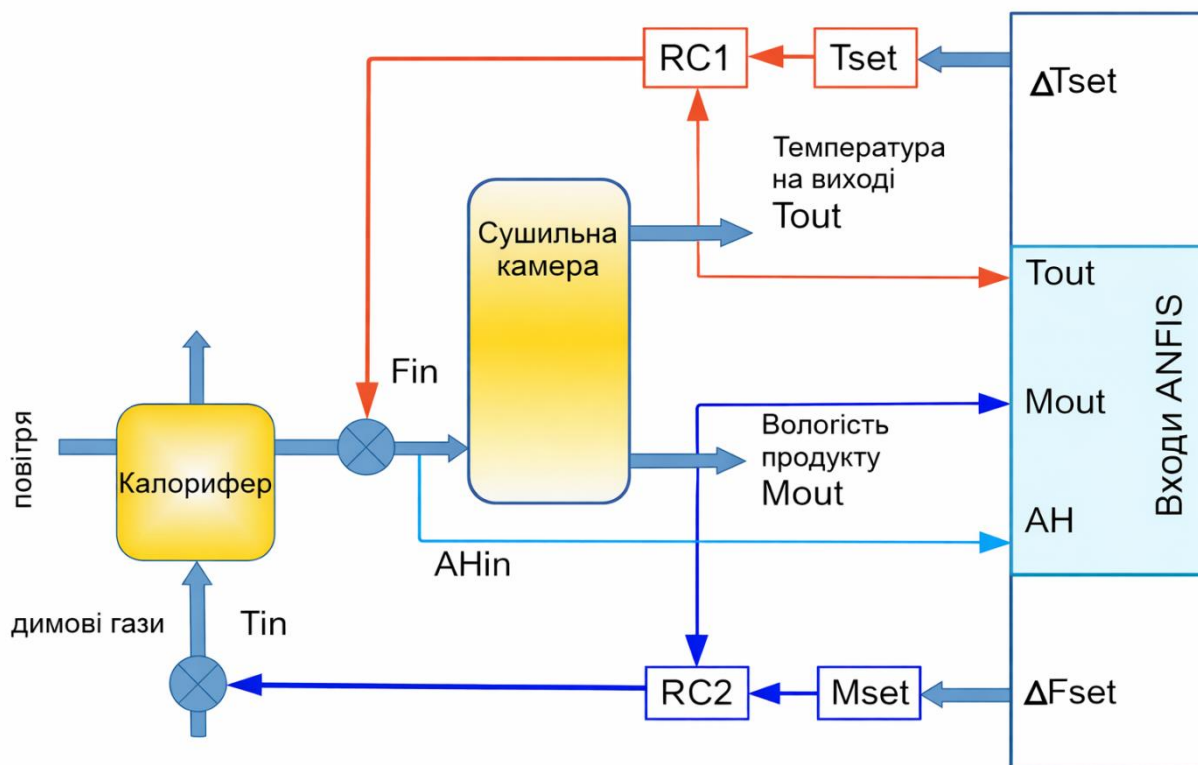 RC1
Tset
ΔTset
Температура
на виході
Tout
Сушильна
камера
Tout
Входи ANFIS
Fin
Mout
Вологість
продукту
Mout
повітря
Калорифер
AH
AHin
димові гази
Tin
RC2
Mset
ΔFset